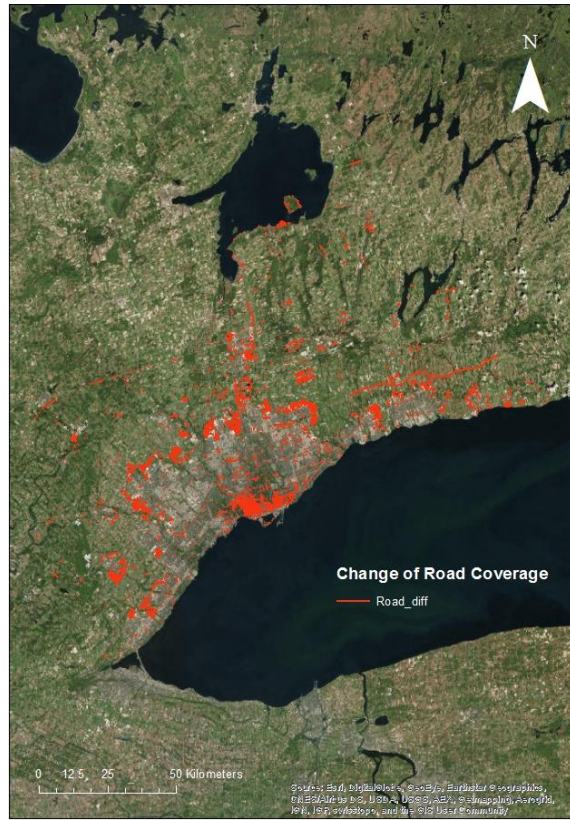 N
Change of Road Coverage
Road_diff
0 12.5 25 50 Kilometers
Source: Esri, DigitalGlobe, GeoEye, Earthstar Geographics,
CNES/Airbus DS, USDA, USGS, AEX, Getmapping, Aerogrid,
IGN, IGP, swisstopo, and the GIS User Community